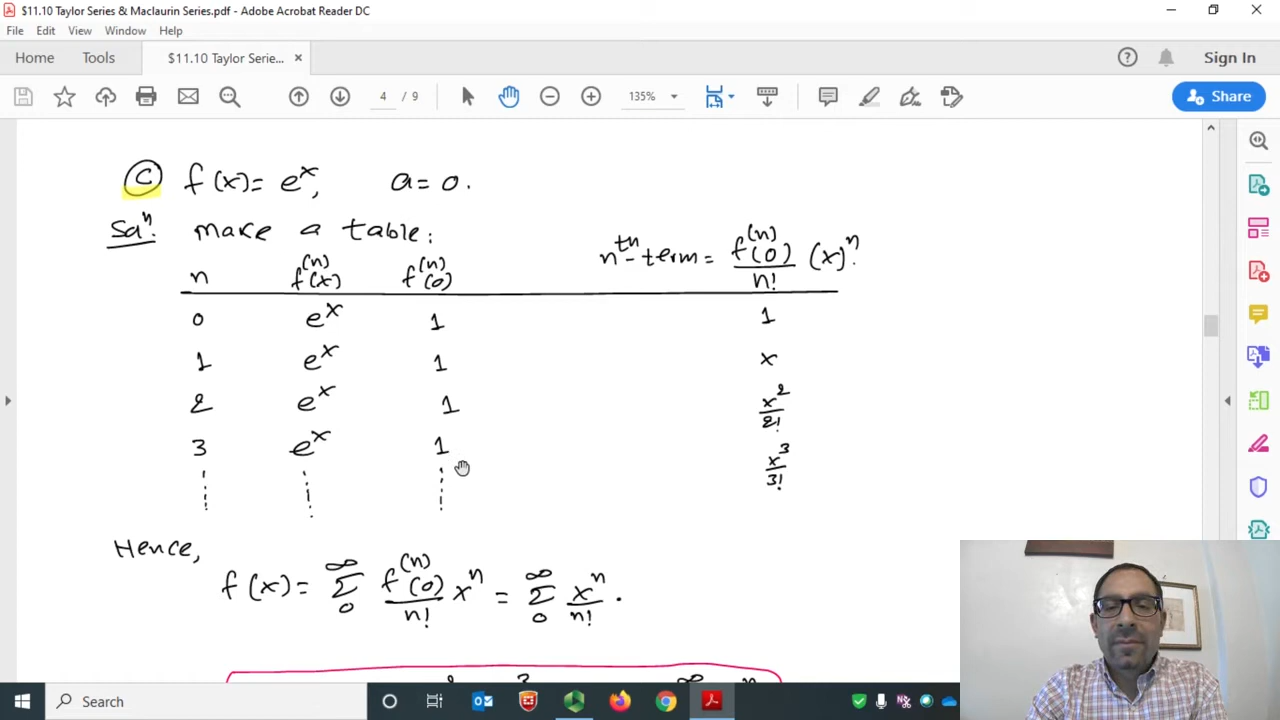 $11.10 Taylor Series & Maclaurin Series.pdf - Adobe Acrobat Reader DC
File Edit View Window Help
Home Tools $11.10 Taylor Serie... × Sign In
4 / 9 135% Share
(C) f(x) = e^x, a = 0.
Sol^n. make a table:
n f^(n)(x) f^(n)(0) n^th-term = f^(n)(0)/n! (x)^n.
0 e^x 1 1
1 e^x 1 x
2 e^x 1 x^2/2!
3 e^x 1 x^3/3!
Hence,
f(x) = ∞ Σ 0 f^(n)(0)/n! x^n = ∞ Σ 0 x^n/n! .
Search